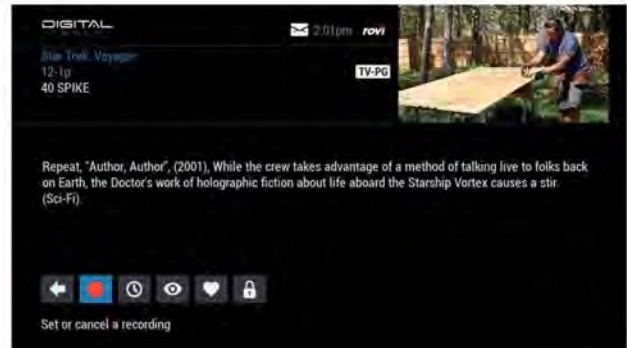 DIGITAL
2:01pm rovi
Star Trek: Voyager
12-1p
TV-PG
40 SPIKE
Repeat, "Author, Author", (2001), While the crew takes advantage of a method of talking live to folks back
on Earth, the Doctor's work of holographic fiction about life aboard the Starship Vortex causes a stir.
(Sci-Fi).
Set or cancel a recording